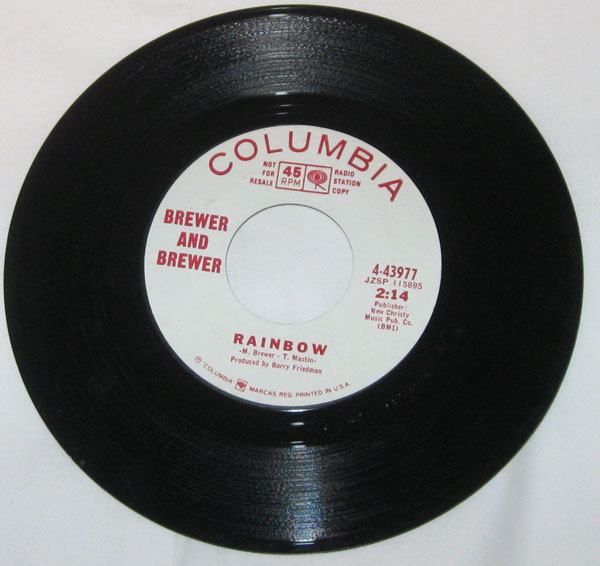 COLUMBIA
NOT
FOR
RESALE
45
RPM
RADIO
STATION
COPY
BREWER
AND
BREWER
4-43977
JZSP 115895
2:14
Publisher:
New Christy
Music Pub. Co.
(BMI)
RAINBOW
-M. Brewer - T. Mastin-
Produced by Barry Friedman
℗ "COLUMBIA" MARCAS REG. PRINTED IN U.S.A.